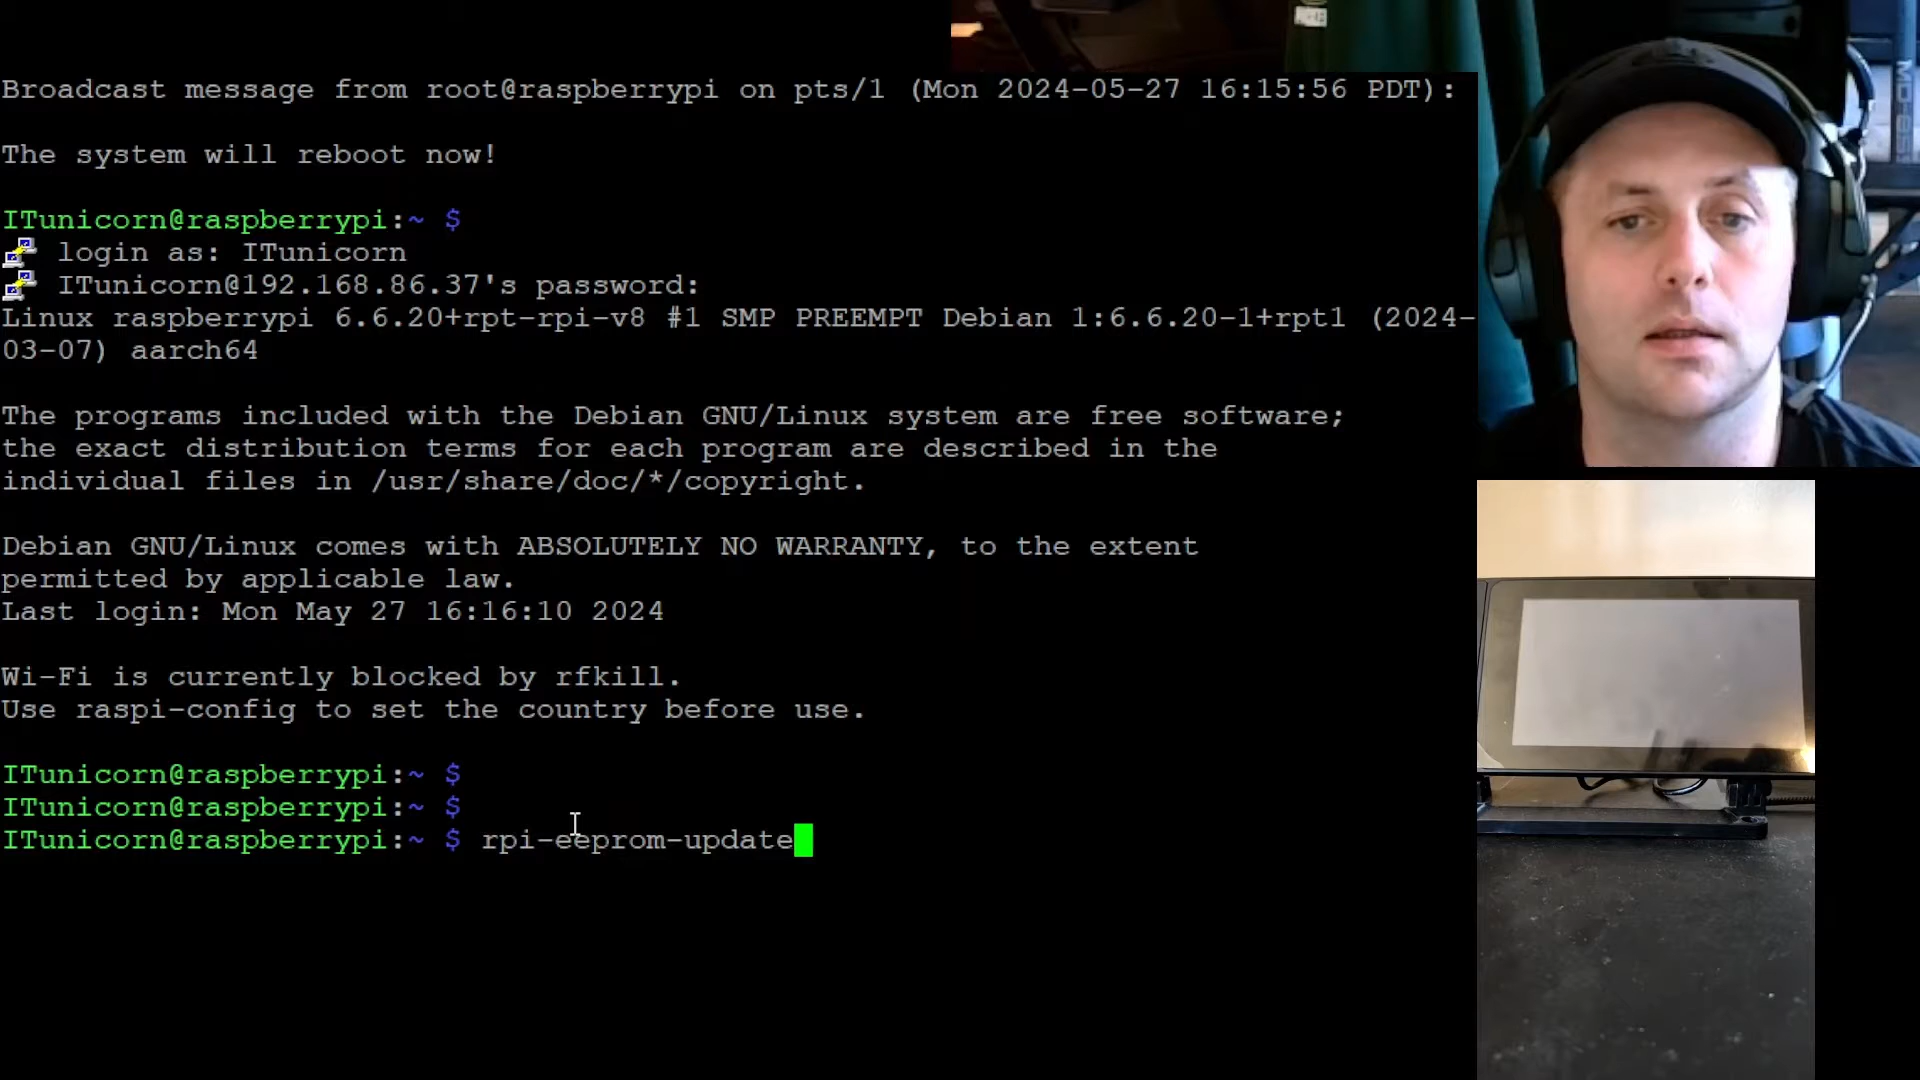 Broadcast message from root@raspberrypi on pts/1 (Mon 2024-05-27 16:15:56 PDT):
The system will reboot now!
ITunicorn@raspberrypi:~ $
login as: ITunicorn
ITunicorn@192.168.86.37's password:
Linux raspberrypi 6.6.20+rpt-rpi-v8 #1 SMP PREEMPT Debian 1:6.6.20-1+rpt1 (2024-
03-07) aarch64
The programs included with the Debian GNU/Linux system are free software;
the exact distribution terms for each program are described in the
individual files in /usr/share/doc/*/copyright.
Debian GNU/Linux comes with ABSOLUTELY NO WARRANTY, to the extent
permitted by applicable law.
Last login: Mon May 27 16:16:10 2024
Wi-Fi is currently blocked by rfkill.
Use raspi-config to set the country before use.
ITunicorn@raspberrypi:~ $
ITunicorn@raspberrypi:~ $
ITunicorn@raspberrypi:~ $ rpi-eeprom-update